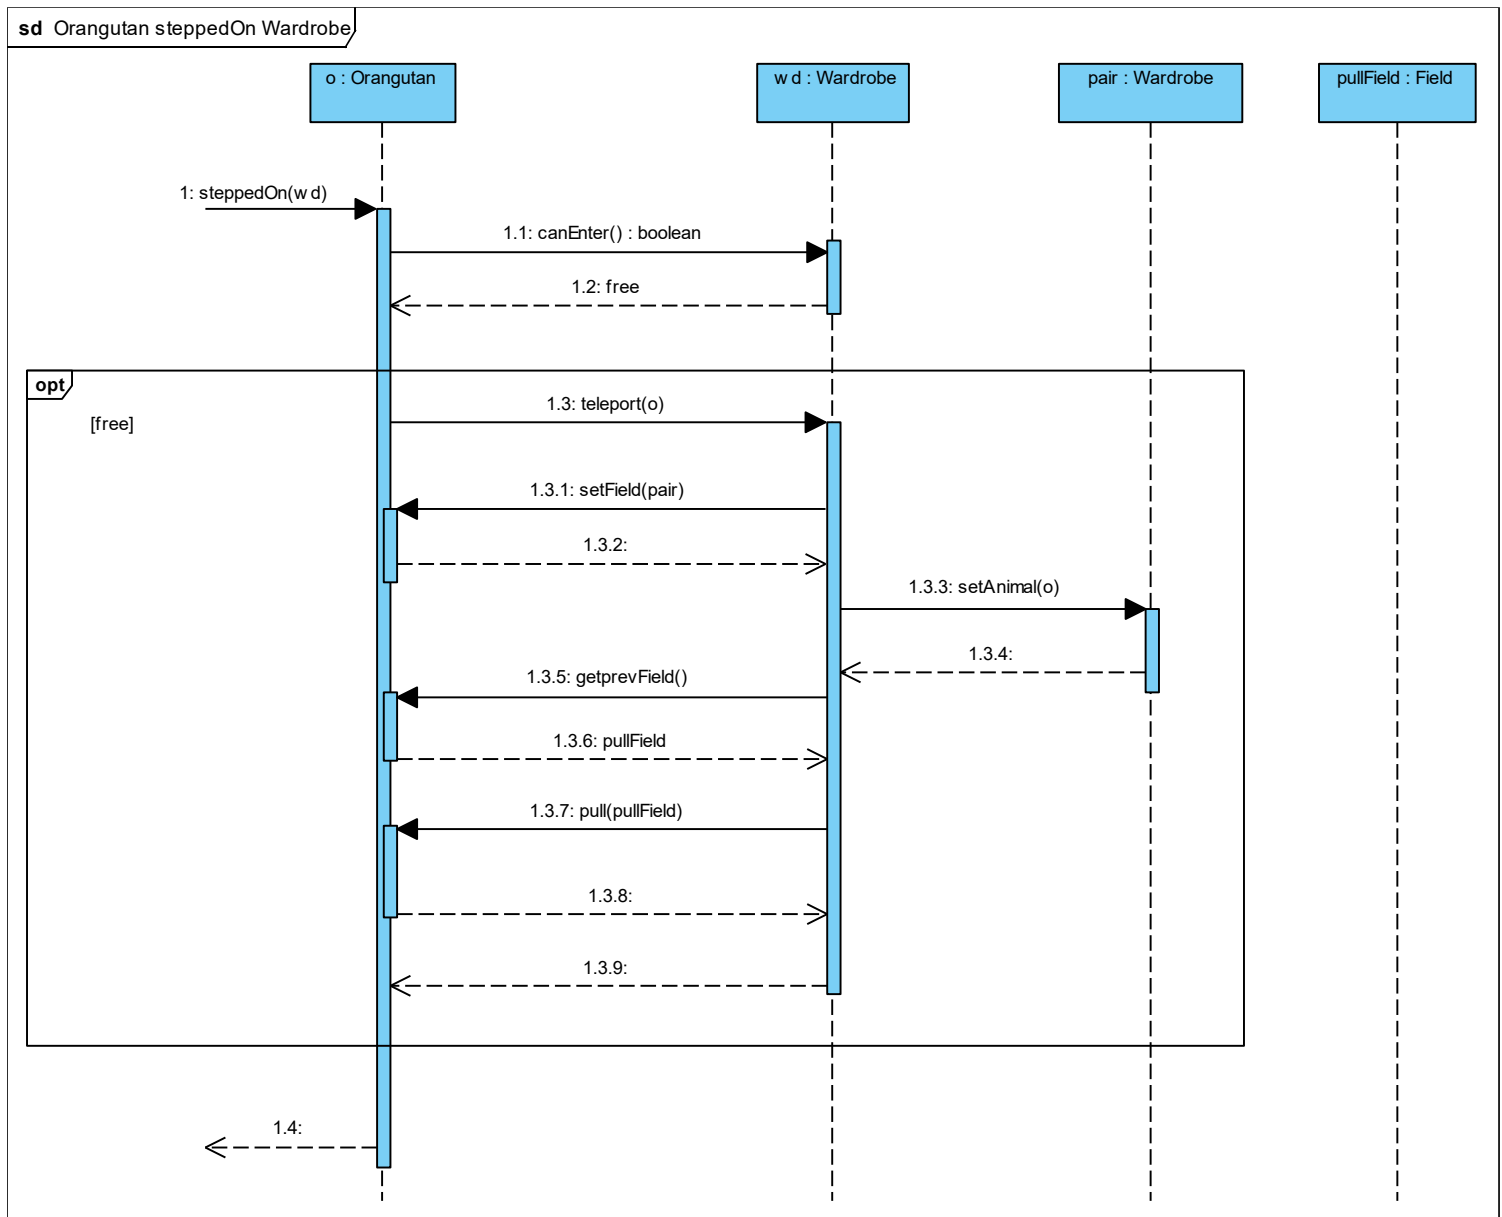 sd Orangutan steppedOn Wardrobe
o : Orangutan
wd : Wardrobe
pair : Wardrobe
pullField : Field
1: steppedOn(wd)
1.1: canEnter() : boolean
1.2: free
opt
1.3: teleport(o)
[free]
1.3.1: setField(pair)
1.3.2:
1.3.3: setAnimal(o)
1.3.4:
1.3.5: getprevField()
1.3.6: pullField
1.3.7: pull(pullField)
1.3.8:
1.3.9:
1.4: